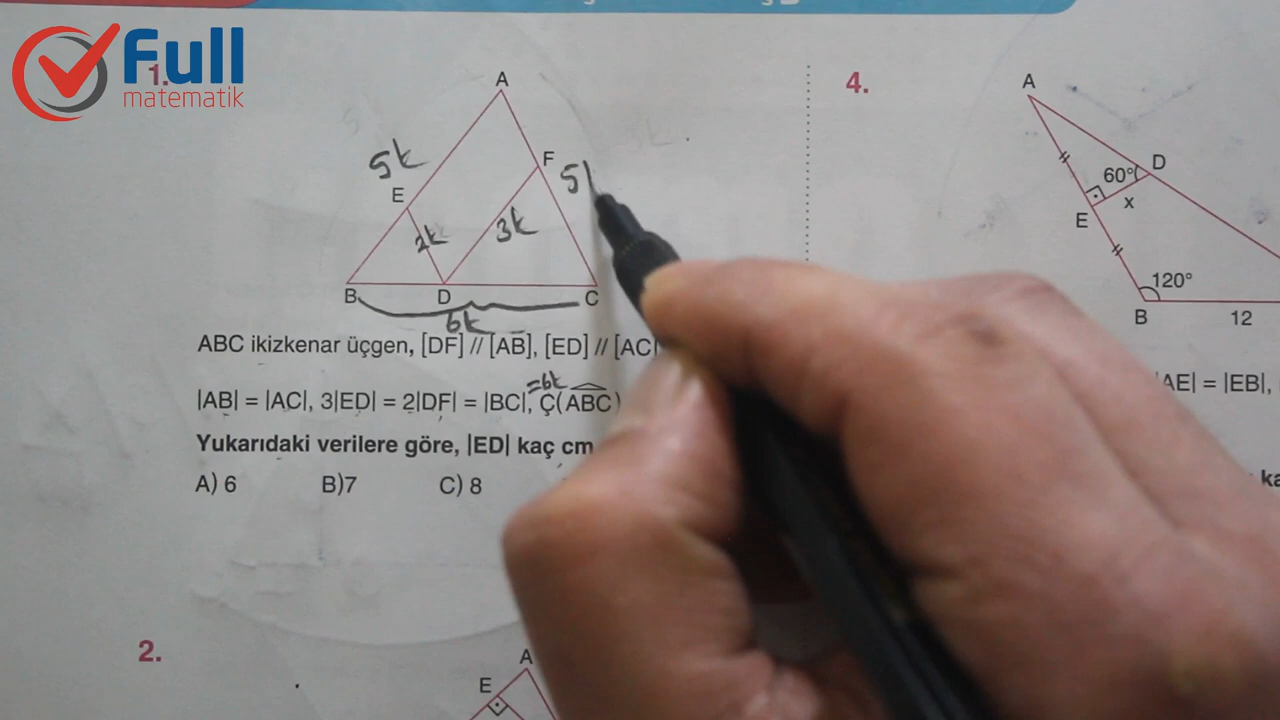 Full
matematik
1.
A
5k
E
F
5
2k
3k
B
D
C
6k
ABC ikizkenar üçgen, [DF] // [AB], [ED] // [AC
=6k
|AB| = |AC|, 3|ED| = 2|DF| = |BC|, Ç(ABC)
Yukarıdaki verilere göre, |ED| kaç cm
A) 6
B)7
C) 8
2.
A
E
4.
A
D
60°
x
E
120°
B
12
|AE| = |EB|,